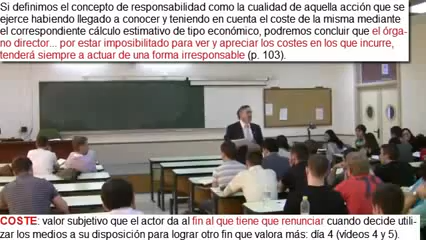 Si definimos el concepto de responsabilidad como la cualidad de aquella acción que se
ejerce habiendo llegado a conocer y teniendo en cuenta el coste de la misma mediante
el correspondiente cálculo estimativo de tipo económico, podremos concluir que el órga-
no director... por estar imposibilitado para ver y apreciar los costes en los que incurre,
tenderá siempre a actuar de una forma irresponsable (p. 103).
COSTE: valor subjetivo que el actor da al fin al que tiene que renunciar cuando decide utili-
zar los medios a su disposición para lograr otro fin que valora más: día 4 (vídeos 4 y 5).